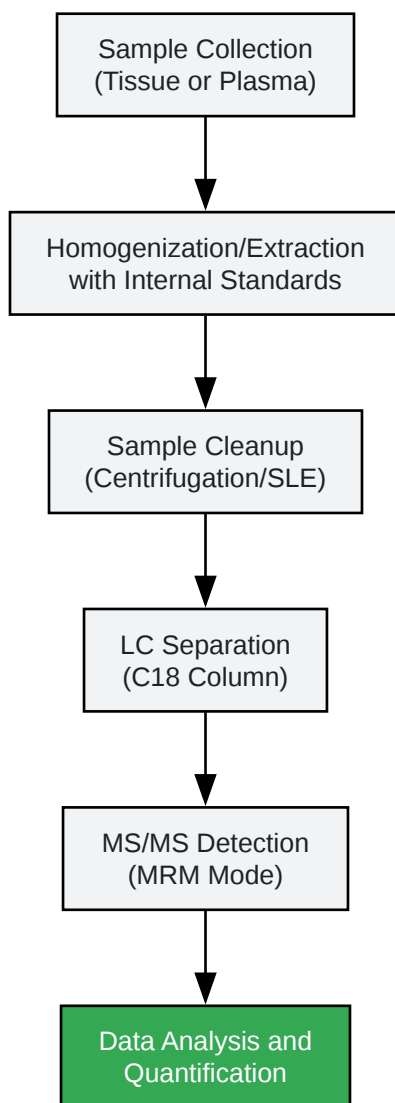 Sample Collection
(Tissue or Plasma)
Homogenization/Extraction
with Internal Standards
Sample Cleanup
(Centrifugation/SLE)
LC Separation
(C18 Column)
MS/MS Detection
(MRM Mode)
Data Analysis and
Quantification